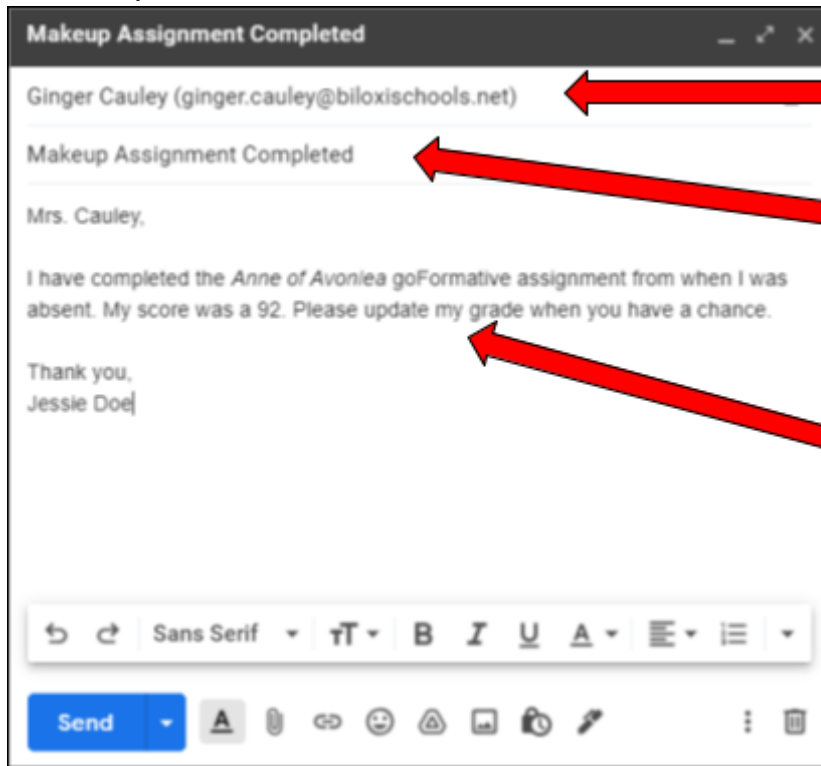 Makeup Assignment Completed
Ginger Cauley (ginger.cauley@biloxischools.net)
Makeup Assignment Completed
Mrs. Cauley,
I have completed the Anne of Avonlea goFormative assignment from when I was
absent. My score was a 92. Please update my grade when you have a chance.
Thank you,
Jessie Doe
Sans Serif
Send